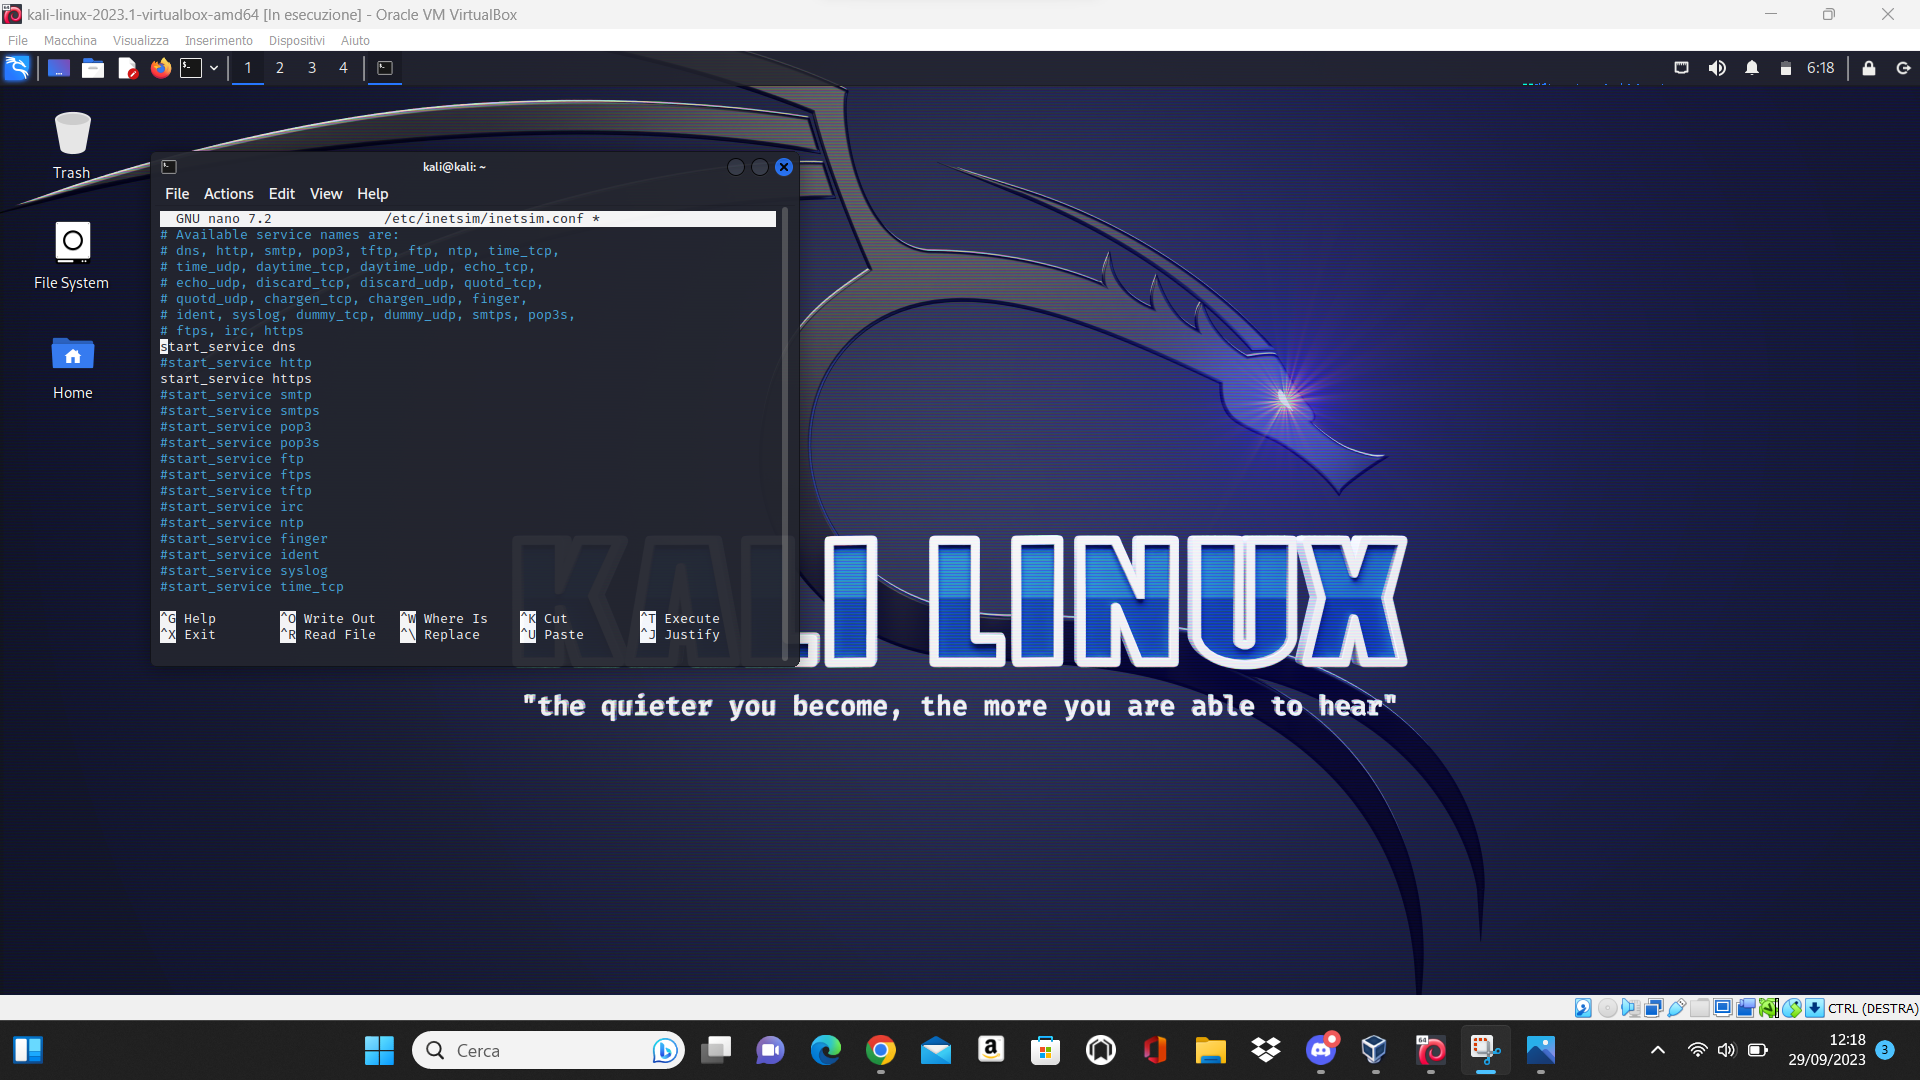 kali-linux-2023.1-virtualbox-amd64 [In esecuzione] - Oracle VM VirtualBox
File Macchina Visualizza Inserimento Dispositivi Aiuto
1 2 3 4 6:18
Trash
File System
Home
kali@kali: ~
File Actions Edit View Help
GNU nano 7.2 /etc/inetsim/inetsim.conf *
# Available service names are:
# dns, http, smtp, pop3, tftp, ftp, ntp, time_tcp,
# time_udp, daytime_tcp, daytime_udp, echo_tcp,
# echo_udp, discard_tcp, discard_udp, quotd_tcp,
# quotd_udp, chargen_tcp, chargen_udp, finger,
# ident, syslog, dummy_tcp, dummy_udp, smtps, pop3s,
# ftps, irc, https
start_service dns
#start_service http
start_service https
#start_service smtp
#start_service smtps
#start_service pop3
#start_service pop3s
#start_service ftp
#start_service ftps
#start_service tftp
#start_service irc
#start_service ntp
#start_service finger
#start_service ident
#start_service syslog
#start_service time_tcp
^G Help ^O Write Out ^W Where Is ^K Cut ^T Execute
^X Exit ^R Read File ^\ Replace ^U Paste ^J Justify
KALI LINUX
"the quieter you become, the more you are able to hear"
CTRL (DESTRA)
Cerca
12:18
29/09/2023
3